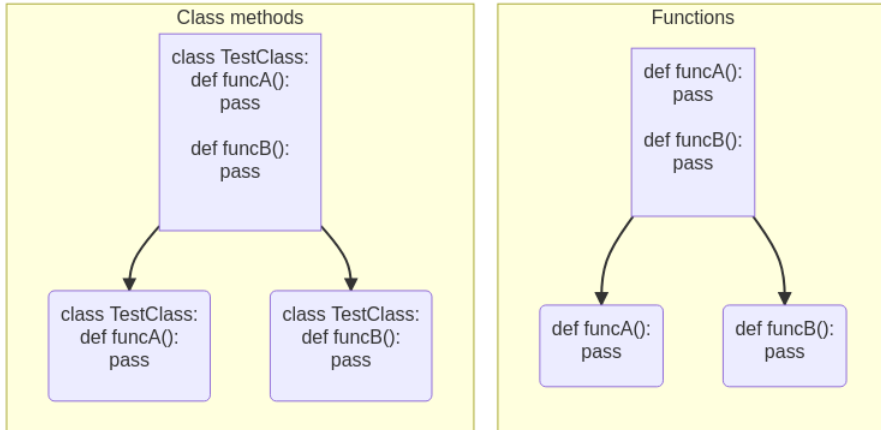 Class methods
class TestClass:
def funcA():
pass
def funcB():
pass
class TestClass:
def funcA():
pass
class TestClass:
def funcB():
pass
Functions
def funcA():
pass
def funcB():
pass
def funcA():
pass
def funcB():
pass